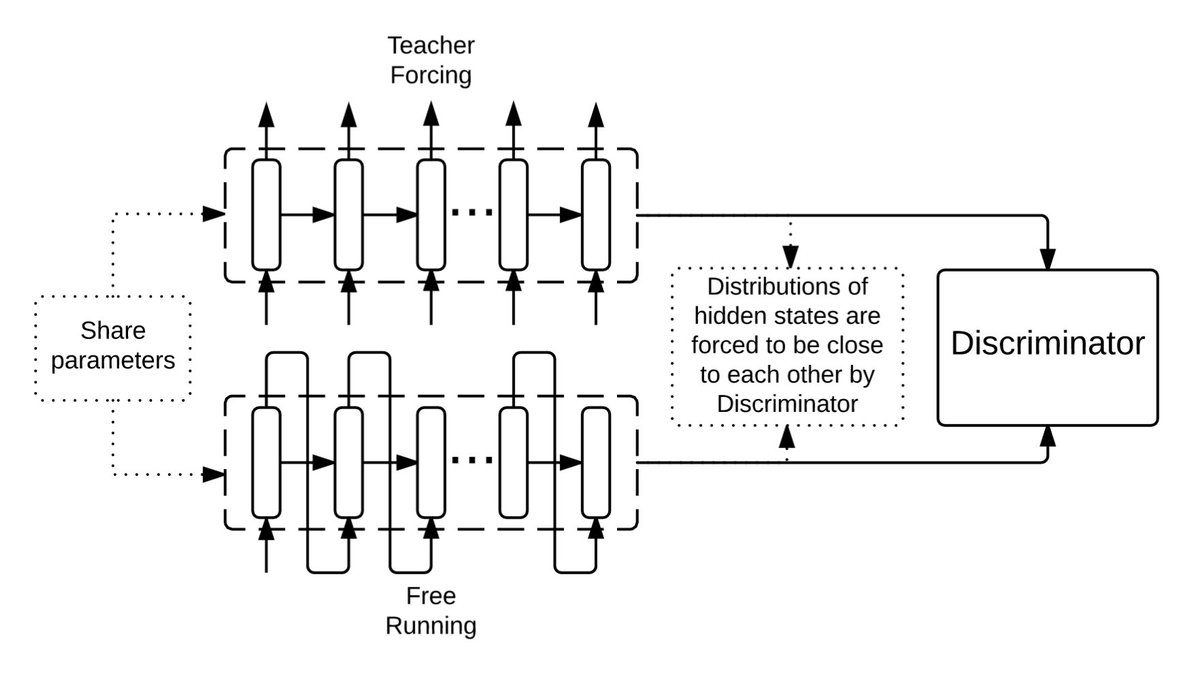 Teacher
Forcing
Share
parameters
Distributions of
hidden states are
forced to be close
to each other by
Discriminator
Discriminator
Free
Running